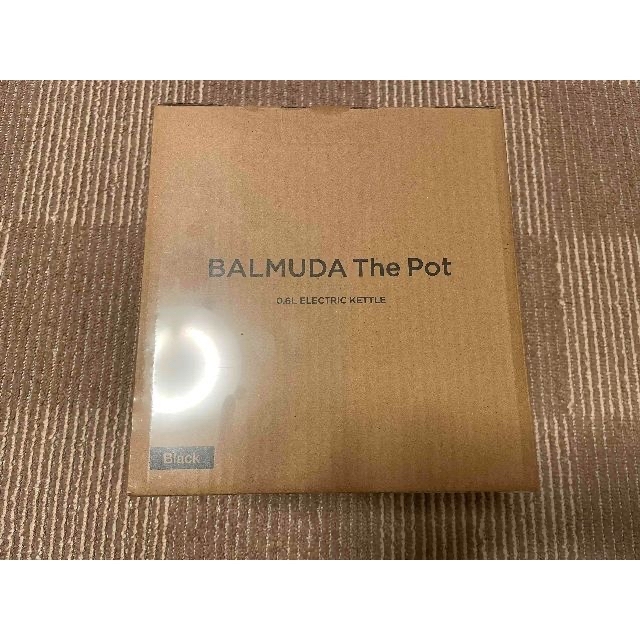 BALMUDA The Pot
0.6L ELECTRIC KETTLE
Black